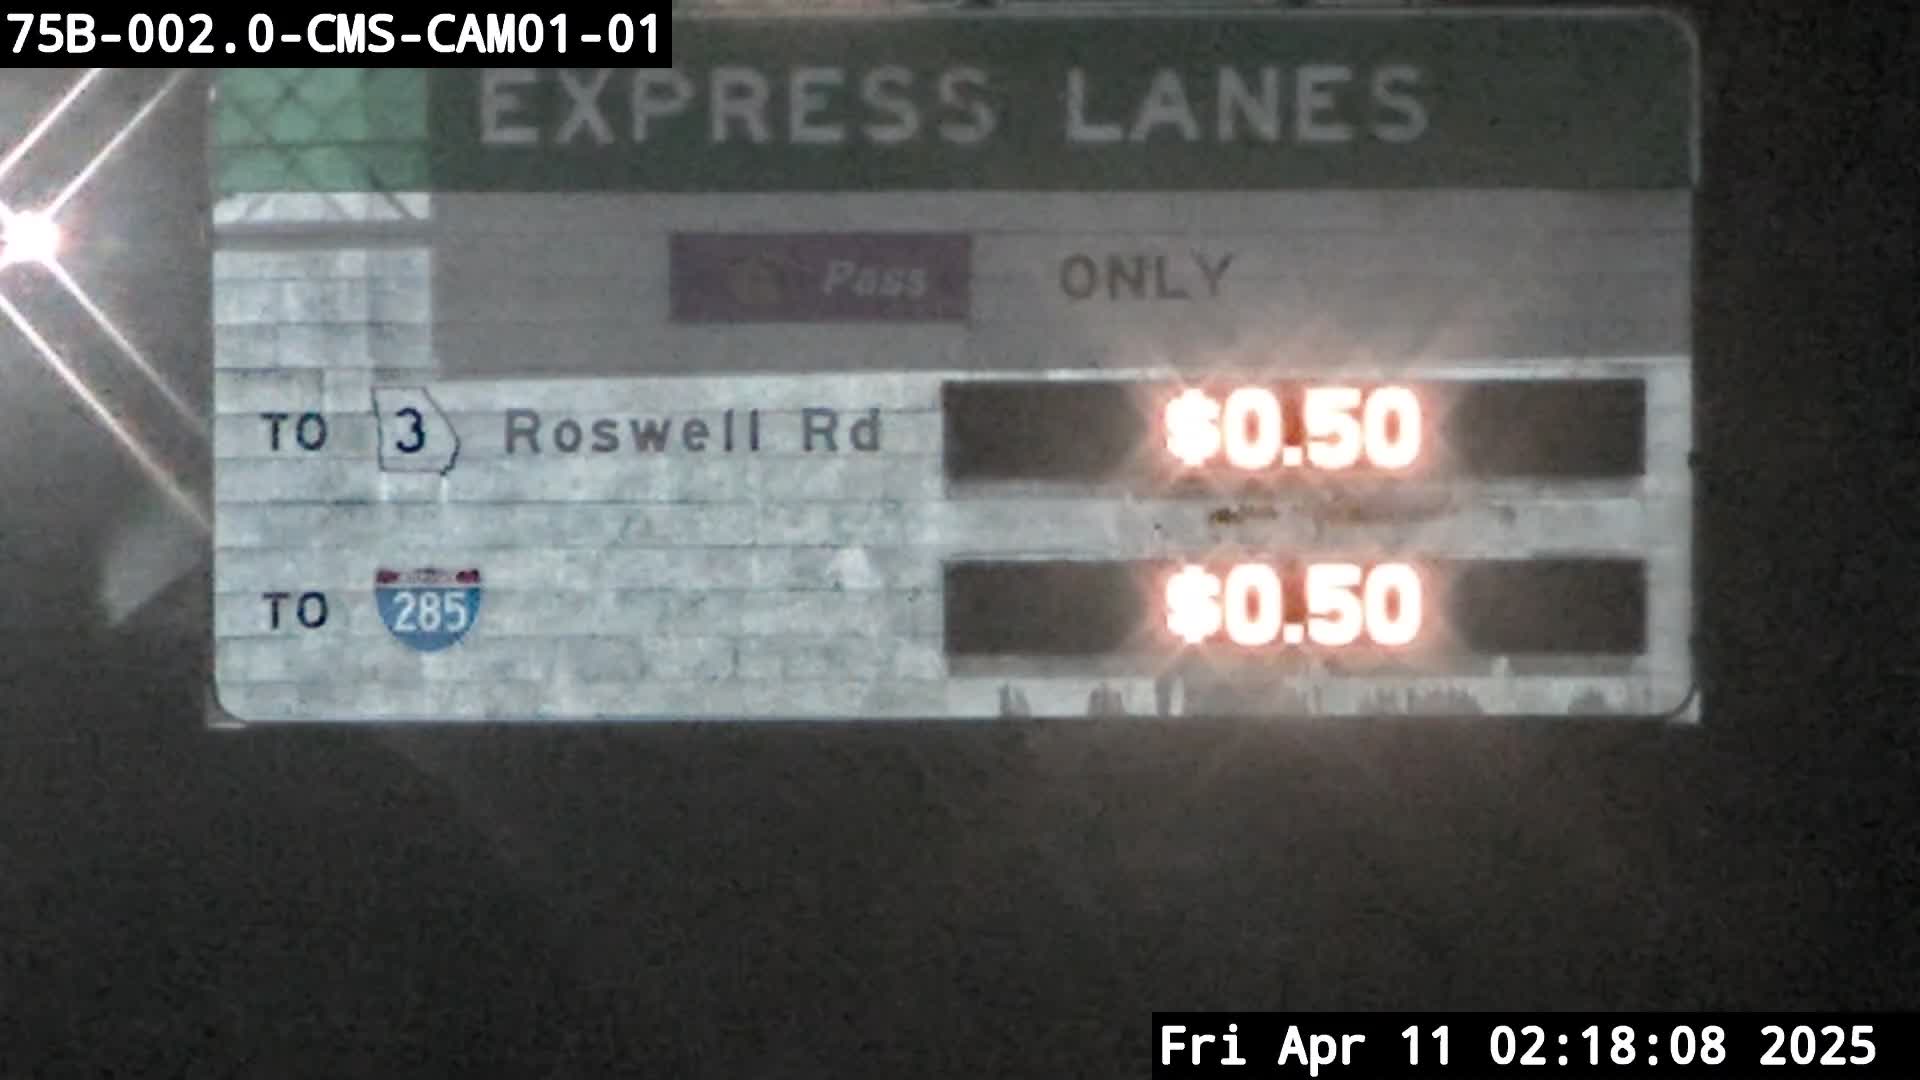 75B-002.0-CMS-CAM01-01
EXPRESS LANES
Pass ONLY
TO 3 Roswell Rd $0.50
TO 285 $0.50
Fri Apr 11 02:18:08 2025